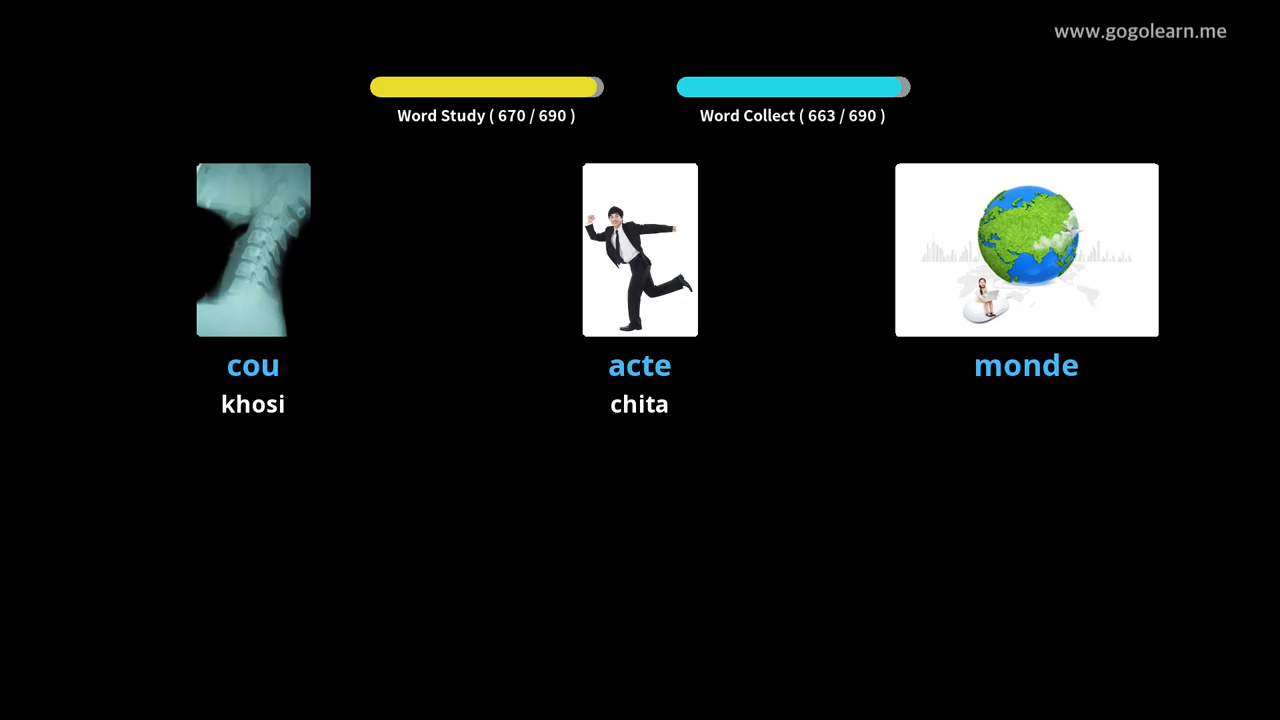 www.gogolearn.me
Word Study ( 670 / 690 )
Word Collect ( 663 / 690 )
cou
acte
monde
khosi
chita